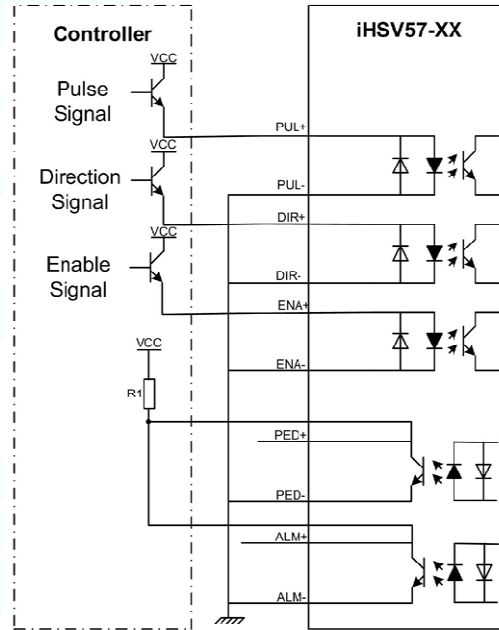 Controller
iHSV57-XX
VCC
Pulse
Signal
PUL+
VCC
PUL-
Direction
Signal
DIR+
VCC
Enable
Signal
DIR-
ENA+
VCC
ENA-
R1
PED+
PED-
ALM+
ALM-